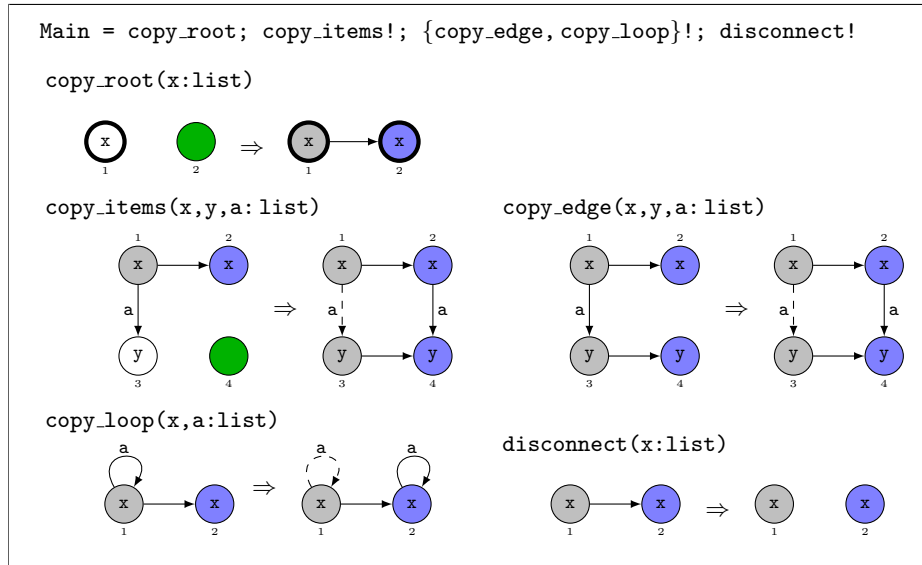 Main = copy_root; copy_items!; {copy_edge, copy_loop}!; disconnect!
copy_root(x:list)
x ⇒ x x
1 2 1 2
copy_items(x,y,a: list)
1 2 1 2
x x x x
a ⇒ a a
y y y
3 4 3 4
copy_edge(x,y,a: list)
1 2 1 2
x x x x
a ⇒ a a
y y y y
3 4 3 4
copy_loop(x,a:list)
a a a
x x ⇒ x x
1 2 1 2
disconnect(x:list)
x x ⇒ x x
1 2 1 2